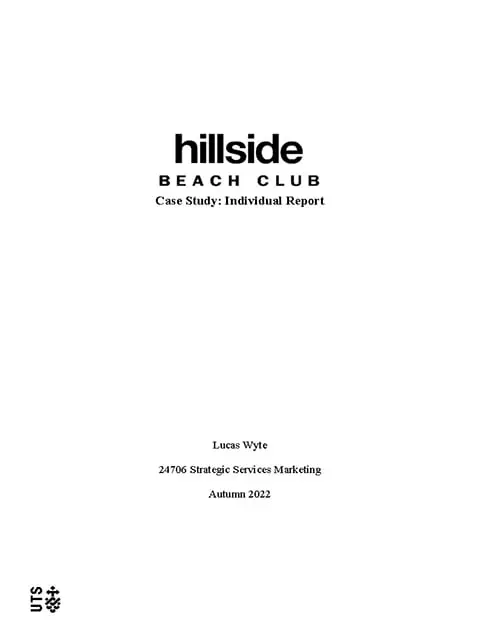 hillside
BEACH CLUB
Case Study: Individual Report
Lucas Wyte
24706 Strategic Services Marketing
Autumn 2022
UTS